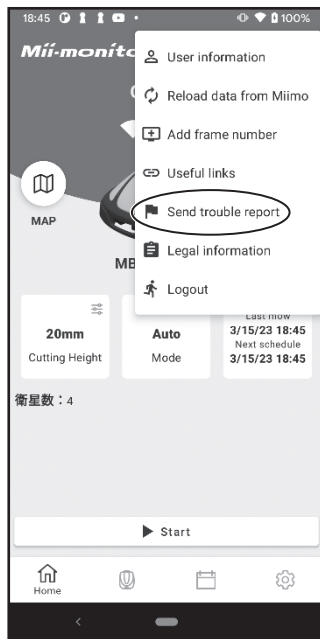 18:45
100%
Mii-monito
User information
Reload data from Miimo
Add frame number
Useful links
Send trouble report
Legal information
Logout
MAP
MB
20mm
Cutting Height
Auto
Mode
Last mow
3/15/23 18:45
Next schedule
3/15/23 18:45
衛星数：4
Start
Home